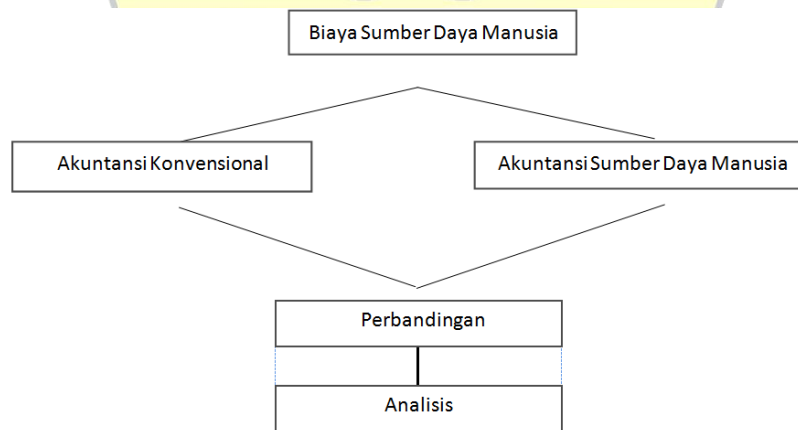 Biaya Sumber Daya Manusia
Akuntansi Konvensional
Akuntansi Sumber Daya Manusia
Perbandingan
Analisis